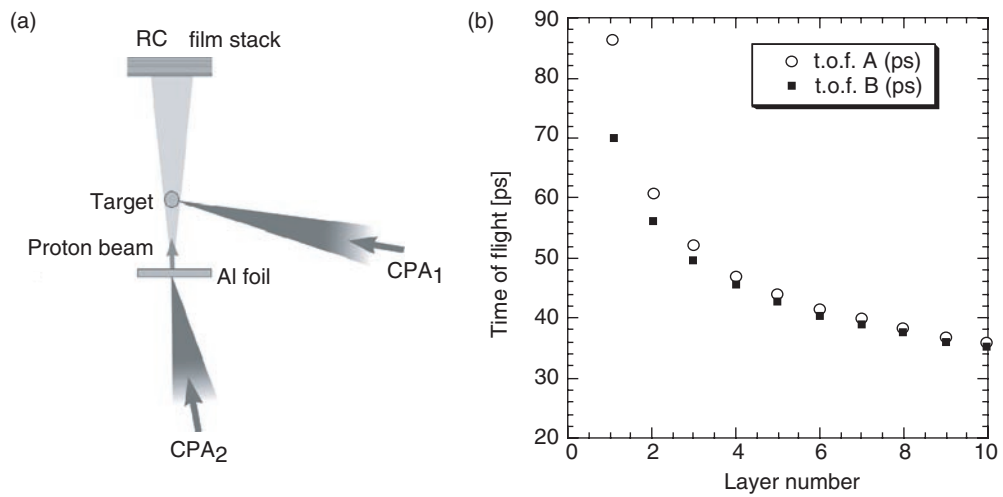 (a)
RC film stack
Target
Proton beam
Al foil
CPA1
CPA2
(b)
90
80
70
60
50
40
30
20
Time of flight [ps]
t.o.f. A (ps)
t.o.f. B (ps)
0 2 4 6 8 10
Layer number